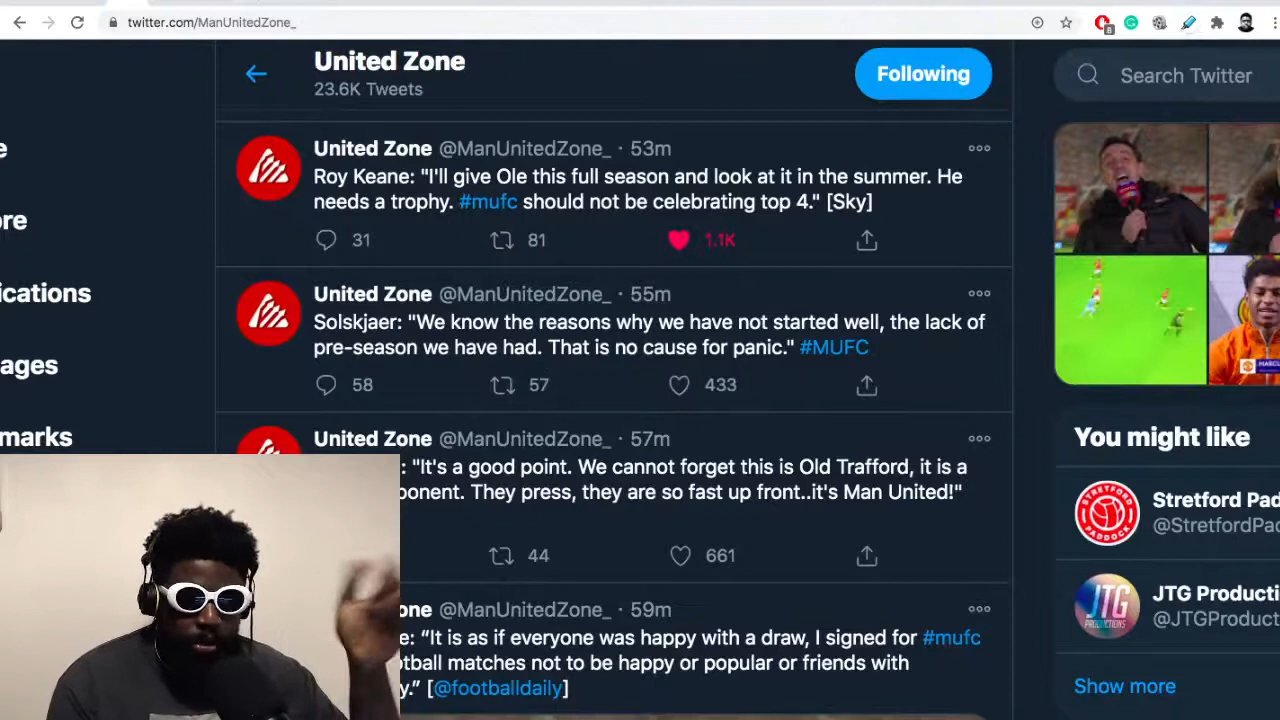 twitter.com/ManUnitedZone_
8
United Zone
23.6K Tweets
Following
Search Twitter
United Zone @ManUnitedZone_ · 53m
Roy Keane: "I'll give Ole this full season and look at it in the summer. He
needs a trophy. #mufc should not be celebrating top 4." [Sky]
31 81 1.1K
United Zone @ManUnitedZone_ · 55m
Solskjaer: "We know the reasons why we have not started well, the lack of
pre-season we have had. That is no cause for panic." #MUFC
58 57 433
United Zone @ManUnitedZone_ · 57m
: "It's a good point. We cannot forget this is Old Trafford, it is a
ponent. They press, they are so fast up front..it's Man United!"
44 661
one @ManUnitedZone_ · 59m
e: “It is as if everyone was happy with a draw, I signed for #mufc
otball matches not to be happy or popular or friends with
y.” [@footballdaily]
e
ore
ications
ages
marks
You might like
STRETFORD
PADDOCK
Stretford Pad
@StretfordPad
JTG
PRODUCTIONS
JTG Producti
@JTGProduct
Show more